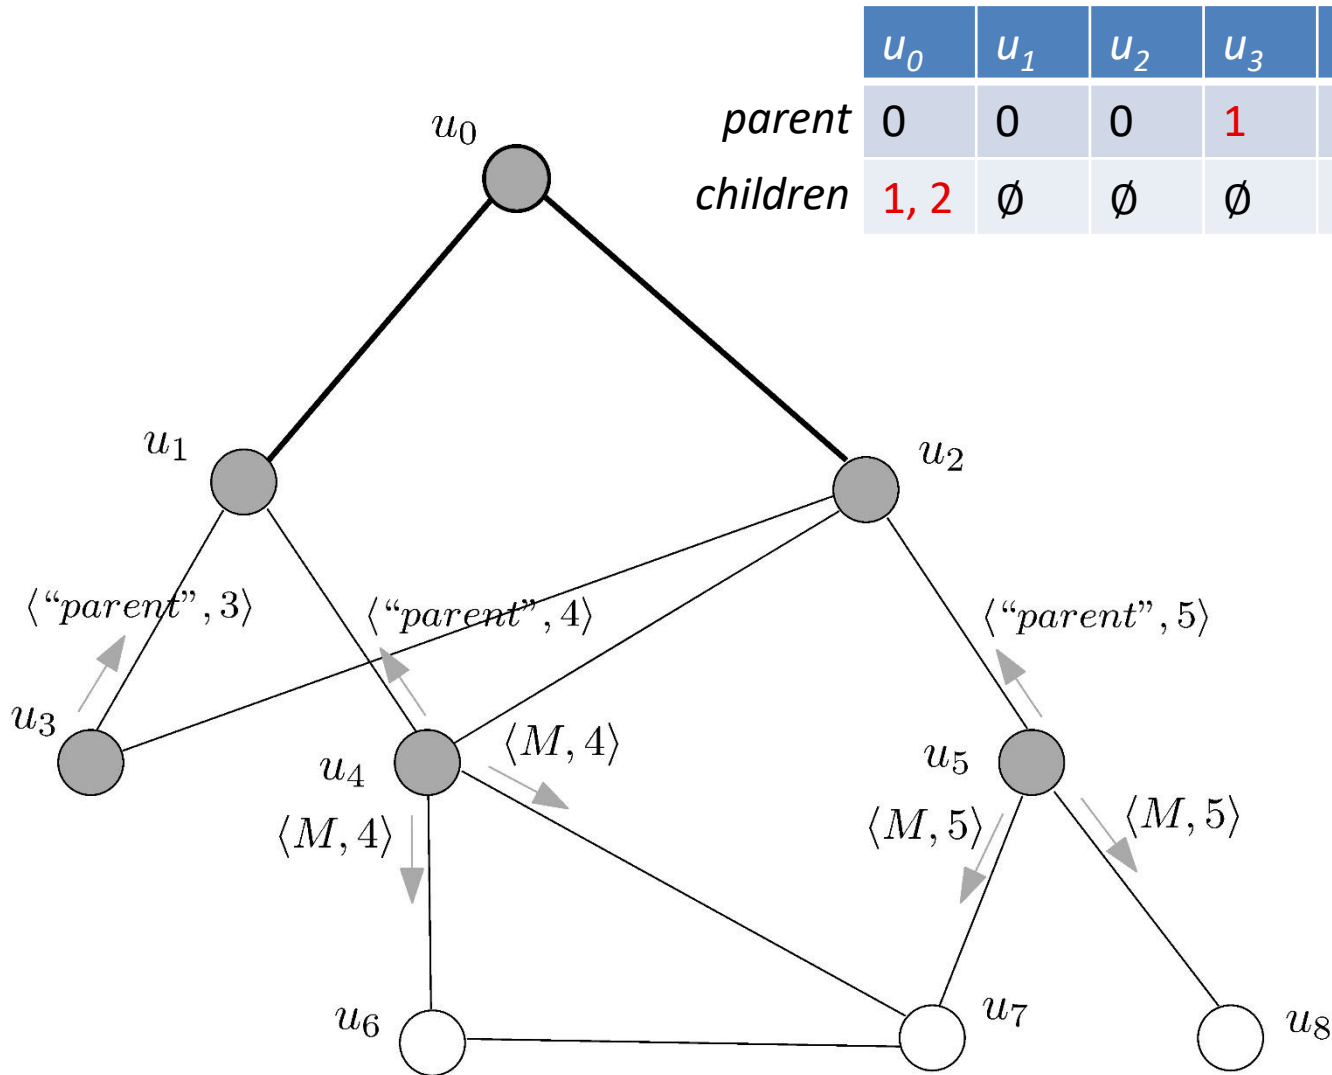 u₀ u₁ u₂ u₃
parent 0 0 0 1
children 1, 2 ∅ ∅ ∅
u₀
u₁
u₂
⟨“parent”, 3⟩ ⟨“parent”, 4⟩ ⟨“parent”, 5⟩
u₃
u₄ ⟨M, 4⟩ u₅
⟨M, 4⟩ ⟨M, 5⟩ ⟨M, 5⟩
u₆ u₇ u₈